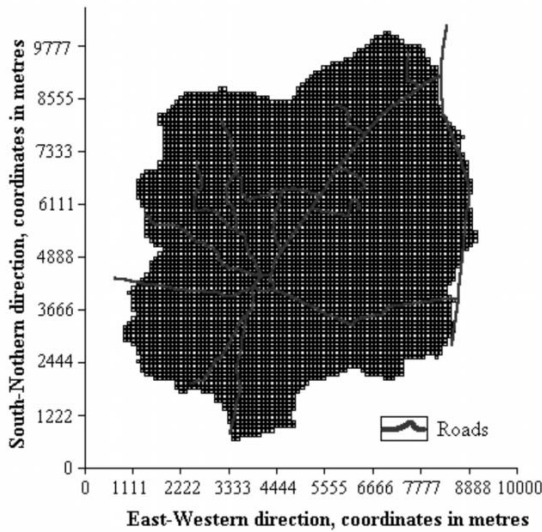 South-Nothern direction, coordinates in metres
9777
8555
7333
6111
4888
3666
2444
1222
0
Roads
0 1111 2222 3333 4444 5555 6666 7777 8888 10000
East-Western direction, coordinates in metres